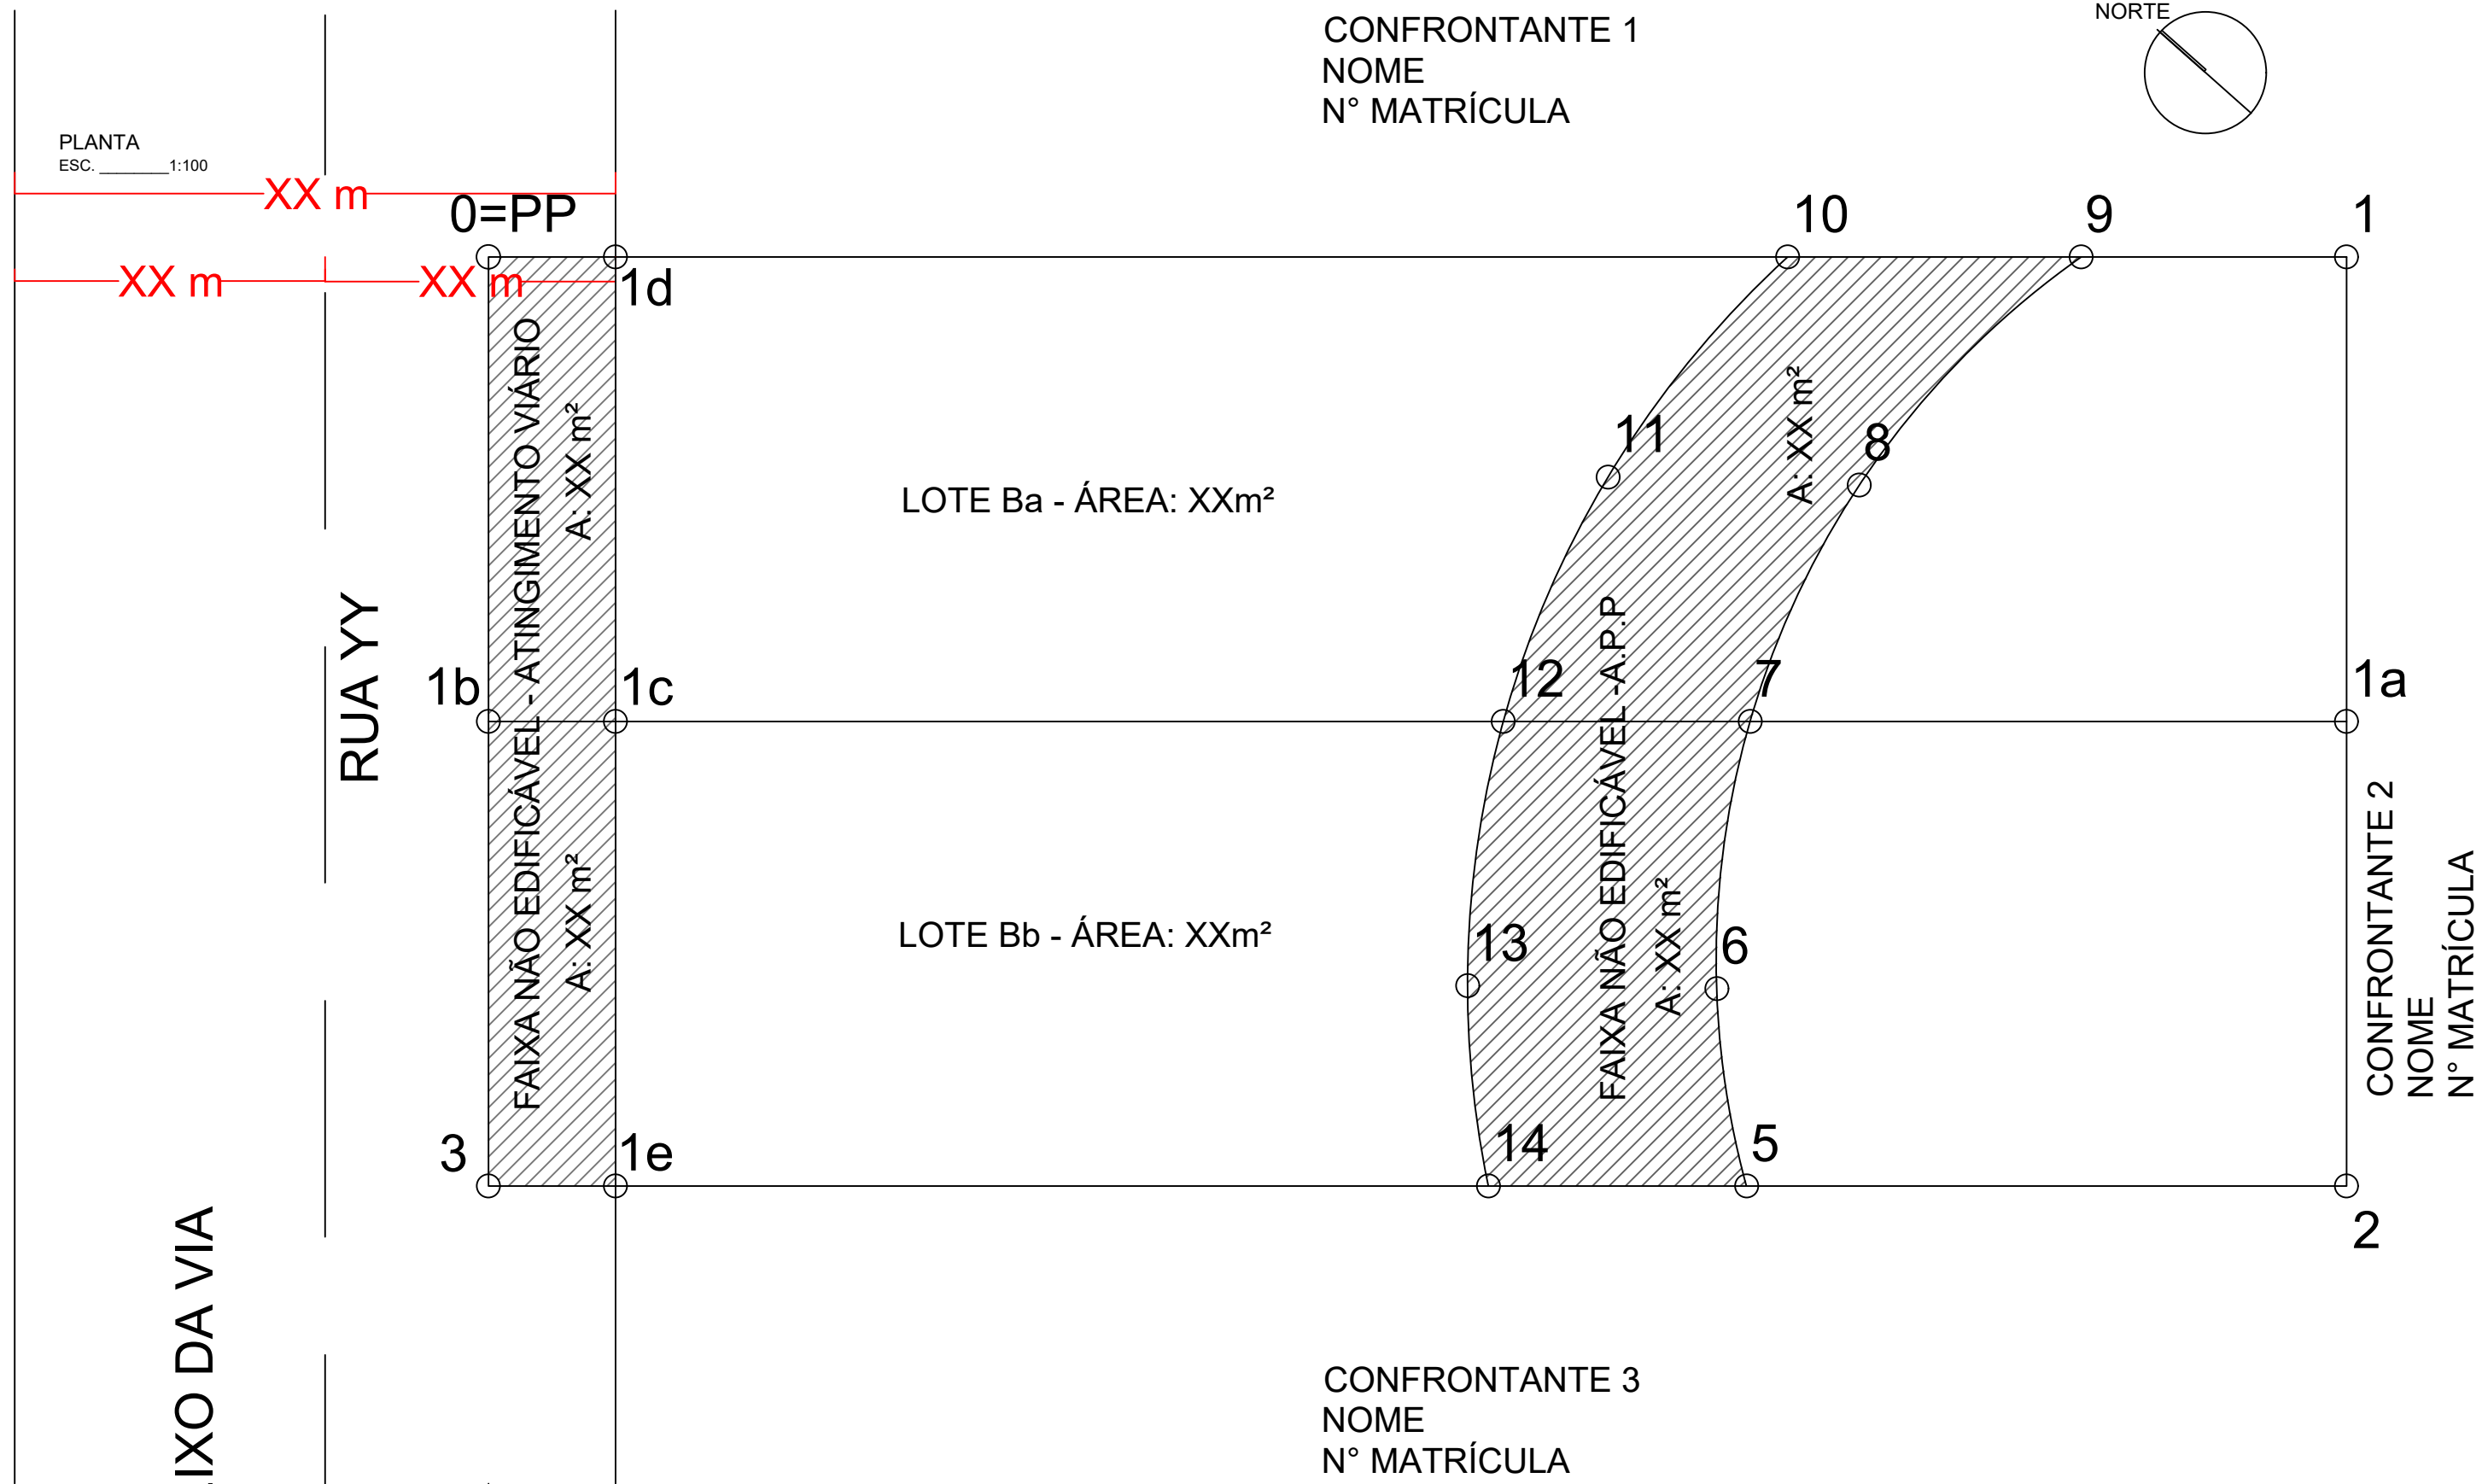 CONFRONTANTE 1
NOME
N° MATRÍCULA
NORTE
PLANTA
ESC. ________1:100
XX m
XX m
XX m
0=PP
1d
10
9
1
11
8
LOTE Ba - ÁREA: XXm²
A: XX m²
A: XX m²
FAIXA NÃO EDIFICÁVEL - ATINGIMENTO VIÁRIO
RUA YY
1b
1c
12
7
1a
FAIXA NÃO EDIFICÁVEL -A.P.P
A: XX m²
A: XX m²
LOTE Bb - ÁREA: XXm²
13
6
CONFRONTANTE 2
NOME
N° MATRÍCULA
3
1e
14
5
2
IXO DA VIA
CONFRONTANTE 3
NOME
N° MATRÍCULA